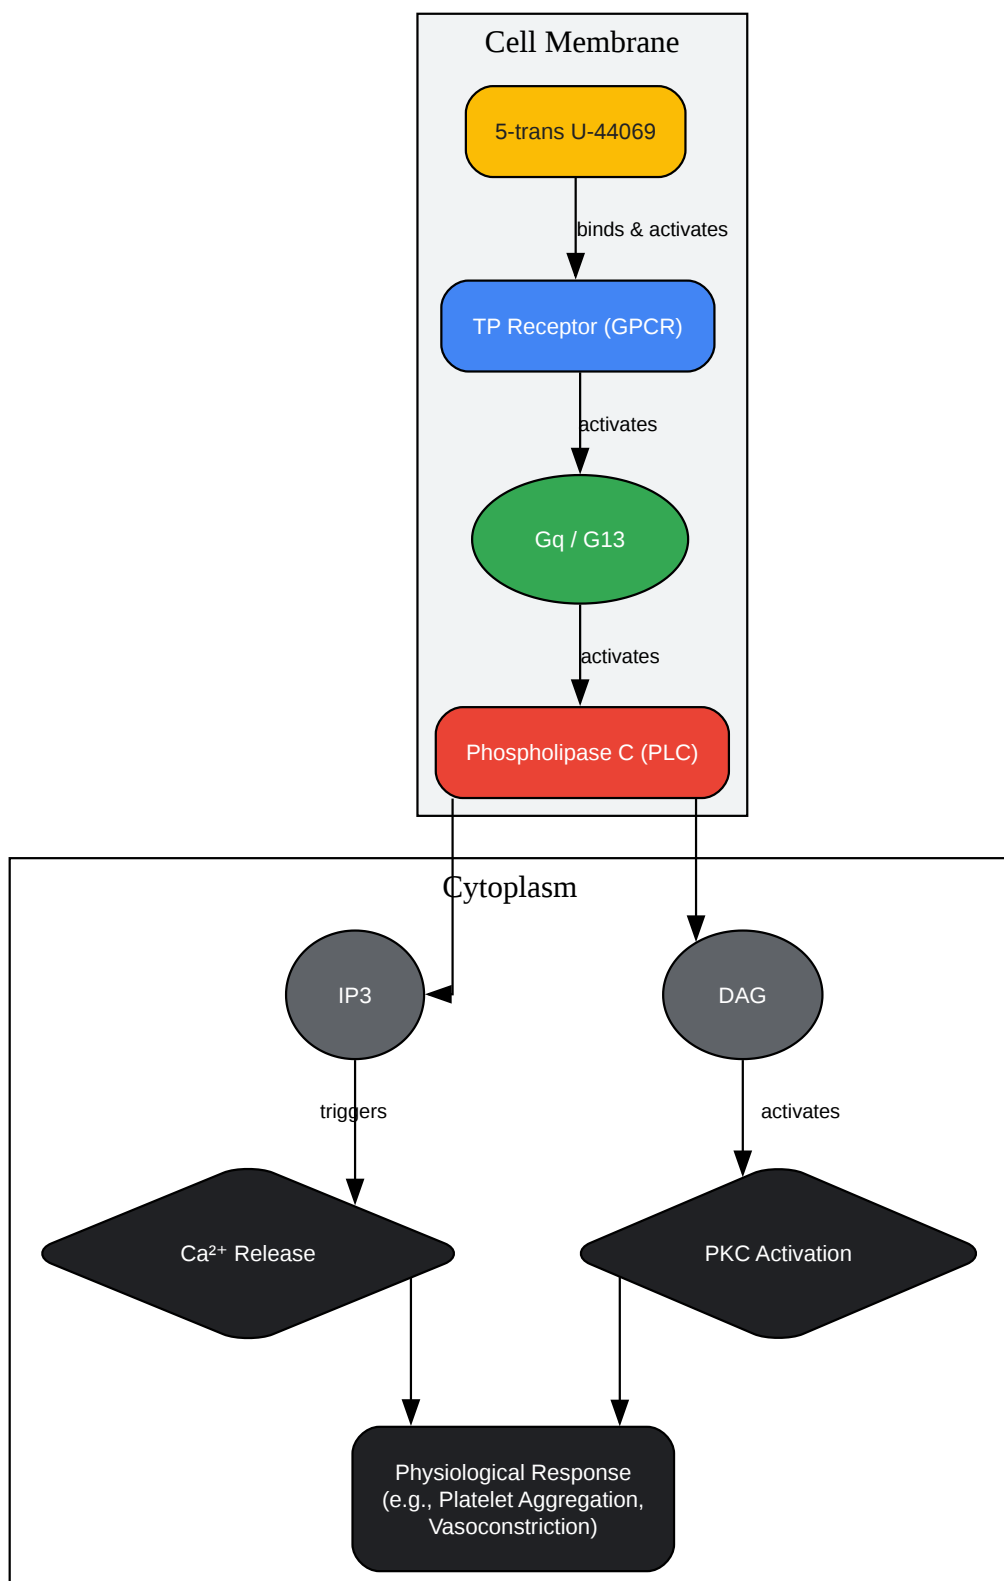 Cell Membrane
5-trans U-44069
binds & activates
TP Receptor (GPCR)
activates
Gq / G13
activates
Phospholipase C (PLC)
Cytoplasm
IP3
DAG
triggers
activates
Ca²⁺ Release
PKC Activation
Physiological Response
(e.g., Platelet Aggregation,
Vasoconstriction)